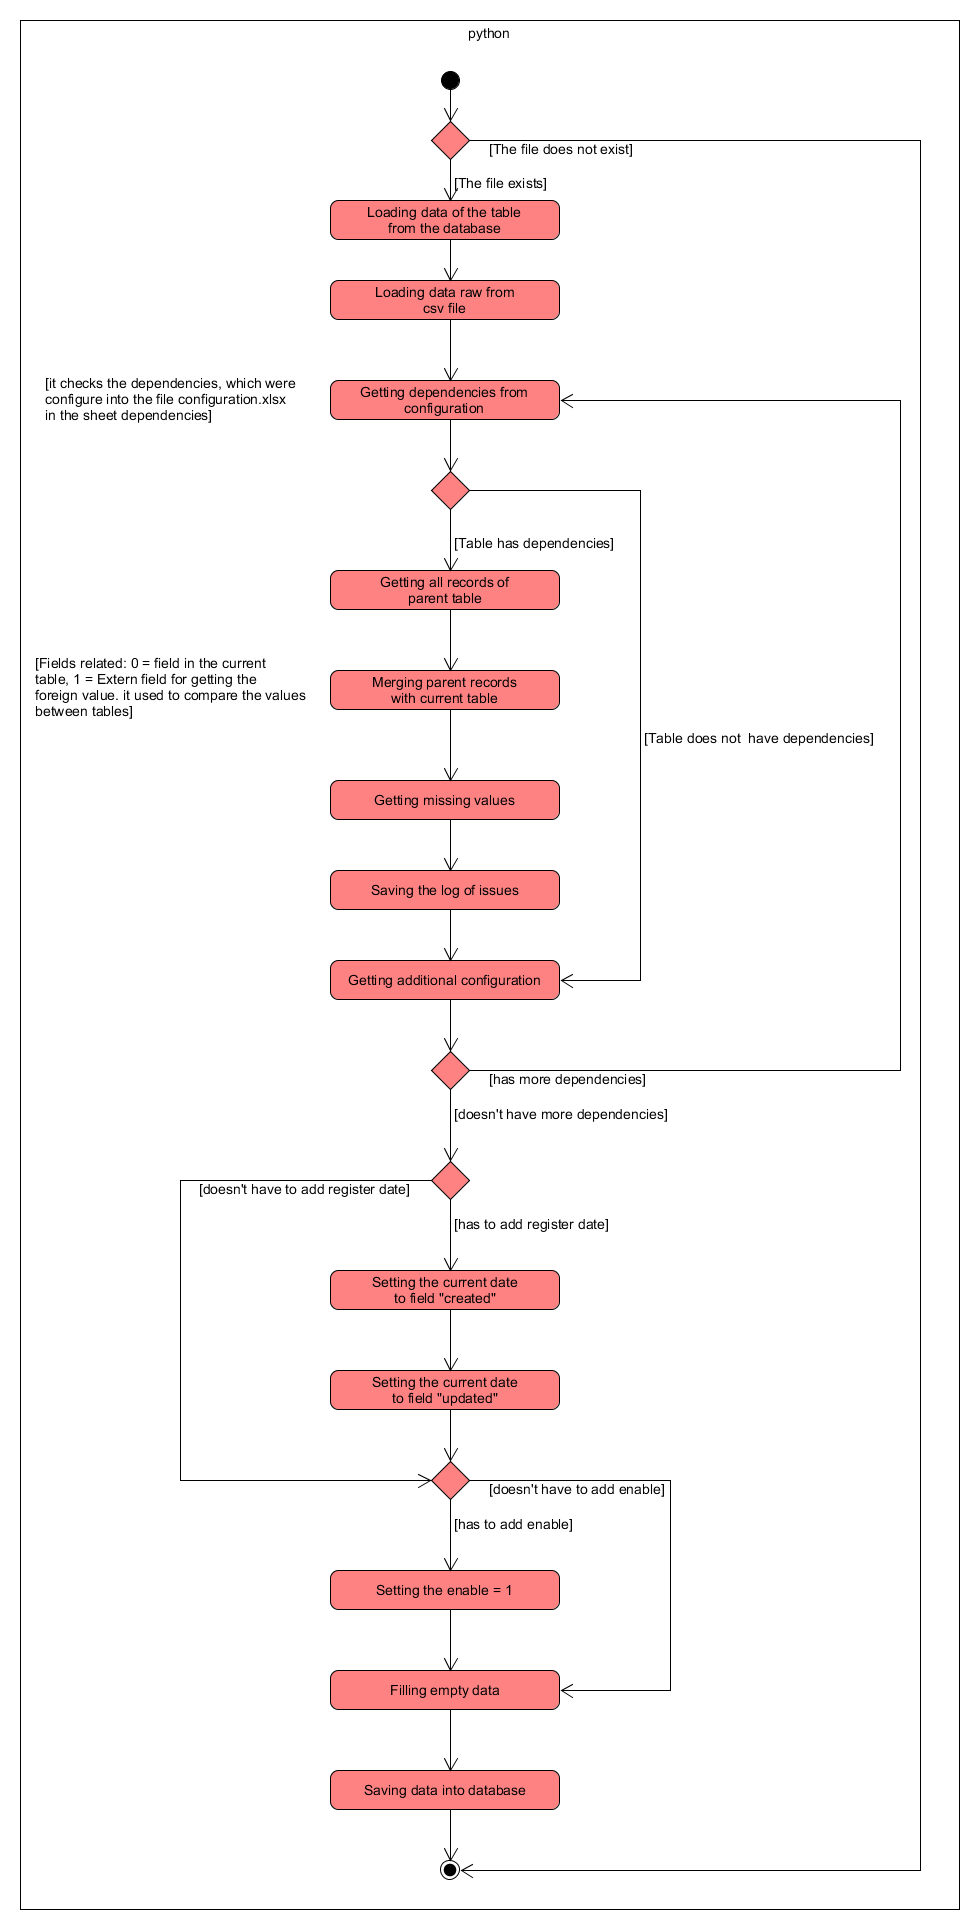 python
[The file does not exist]
[The file exists]
Loading data of the table
from the database
Loading data raw from
csv file
[it checks the dependencies, which were
configure into the file configuration.xlsx
in the sheet dependencies]
Getting dependencies from
configuration
[Table has dependencies]
Getting all records of
parent table
[Fields related: 0 = field in the current
table, 1 = Extern field for getting the
foreign value. it used to compare the values
between tables]
Merging parent records
with current table
[Table does not  have dependencies]
Getting missing values
Saving the log of issues
Getting additional configuration
[has more dependencies]
[doesn't have more dependencies]
[doesn't have to add register date]
[has to add register date]
Setting the current date
to field "created"
Setting the current date
to field "updated"
[doesn't have to add enable]
[has to add enable]
Setting the enable = 1
Filling empty data
Saving data into database